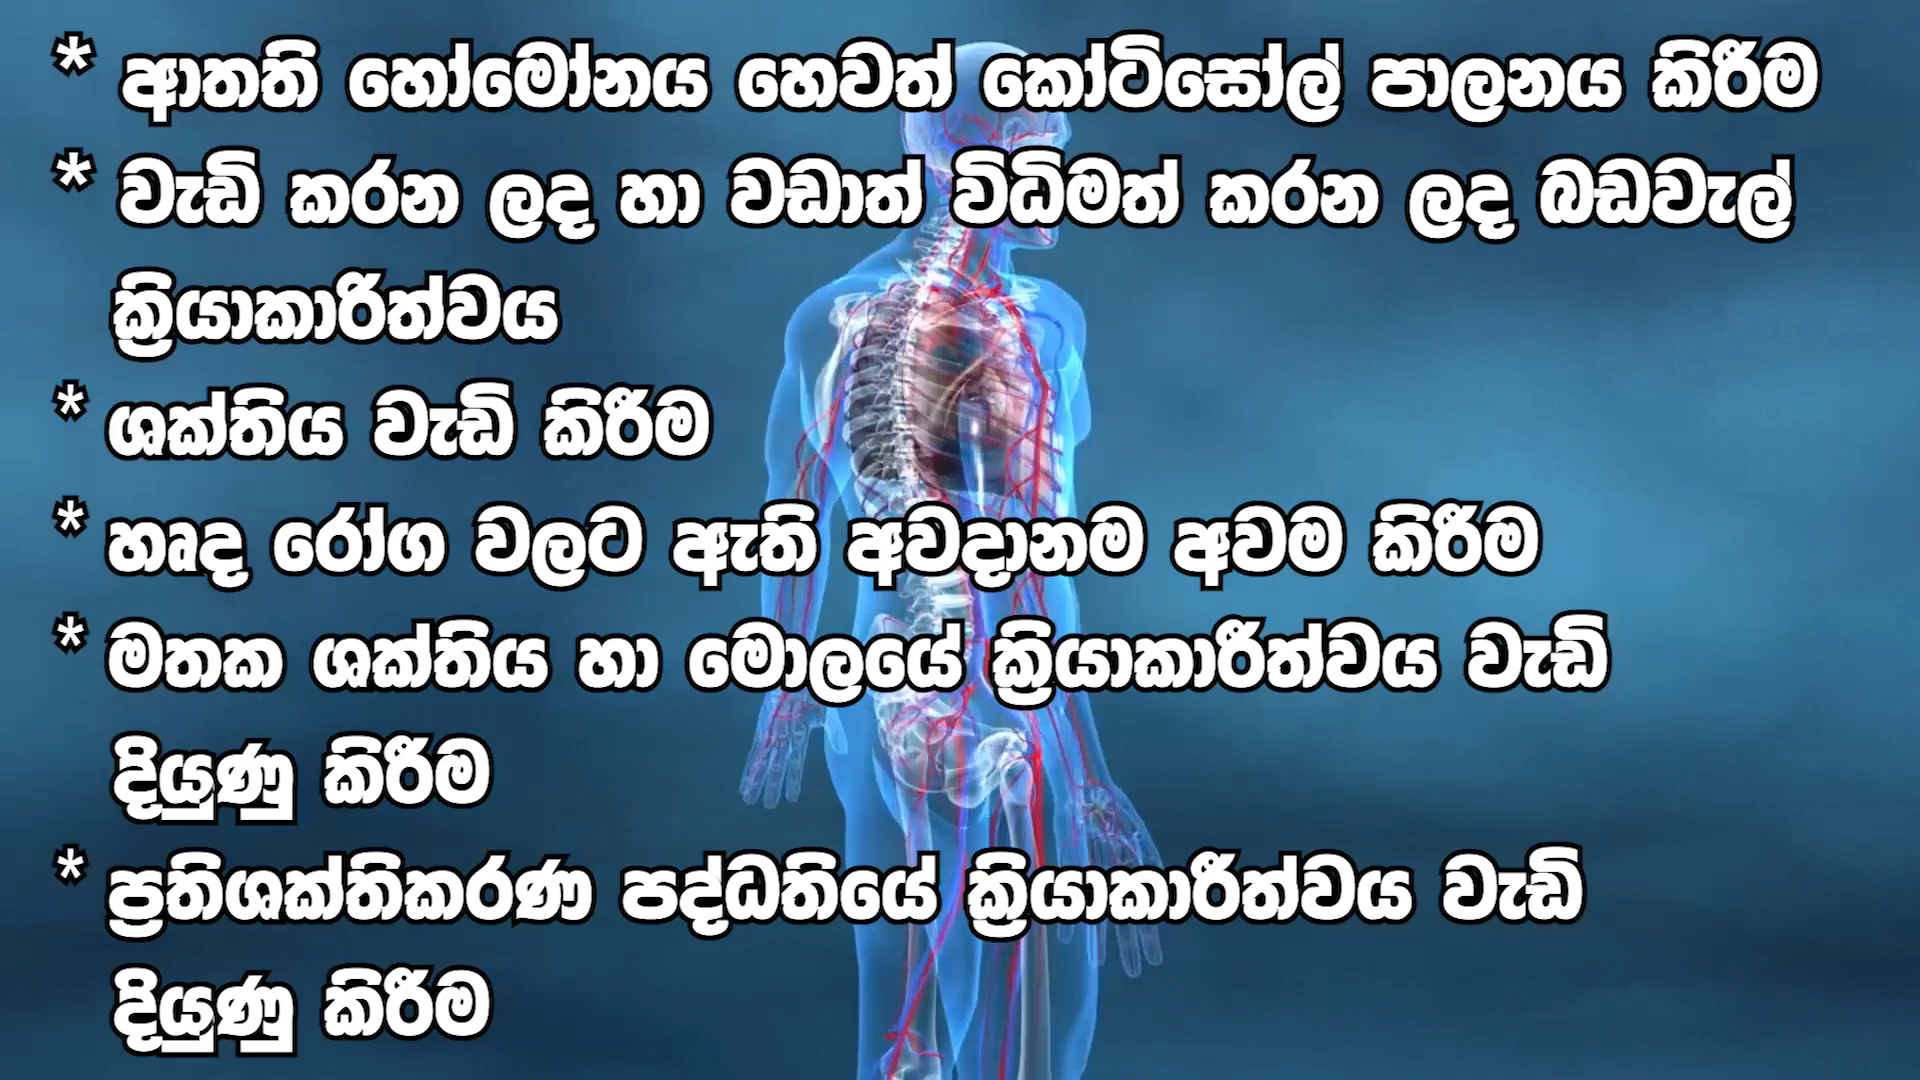 * ආතති හෝමෝනය හෙවත් කෝටිසෝල් පාලනය කිරීම
* වැඩි කරන ලද හා වඩාත් විධිමත් කරන ලද බඩවැල්
ක්‍රියාකාරිත්වය
* ශක්තිය වැඩි කිරීම
* හෘද රෝග වලට ඇති අවදානම අවම කිරීම
* මතක ශක්තිය හා මොලයේ ක්‍රියාකාරීත්වය වැඩි
දියුණු කිරීම
* ප්‍රතිශක්තිකරණ පද්ධතියේ ක්‍රියාකාරීත්වය වැඩි
දියුණු කිරීම